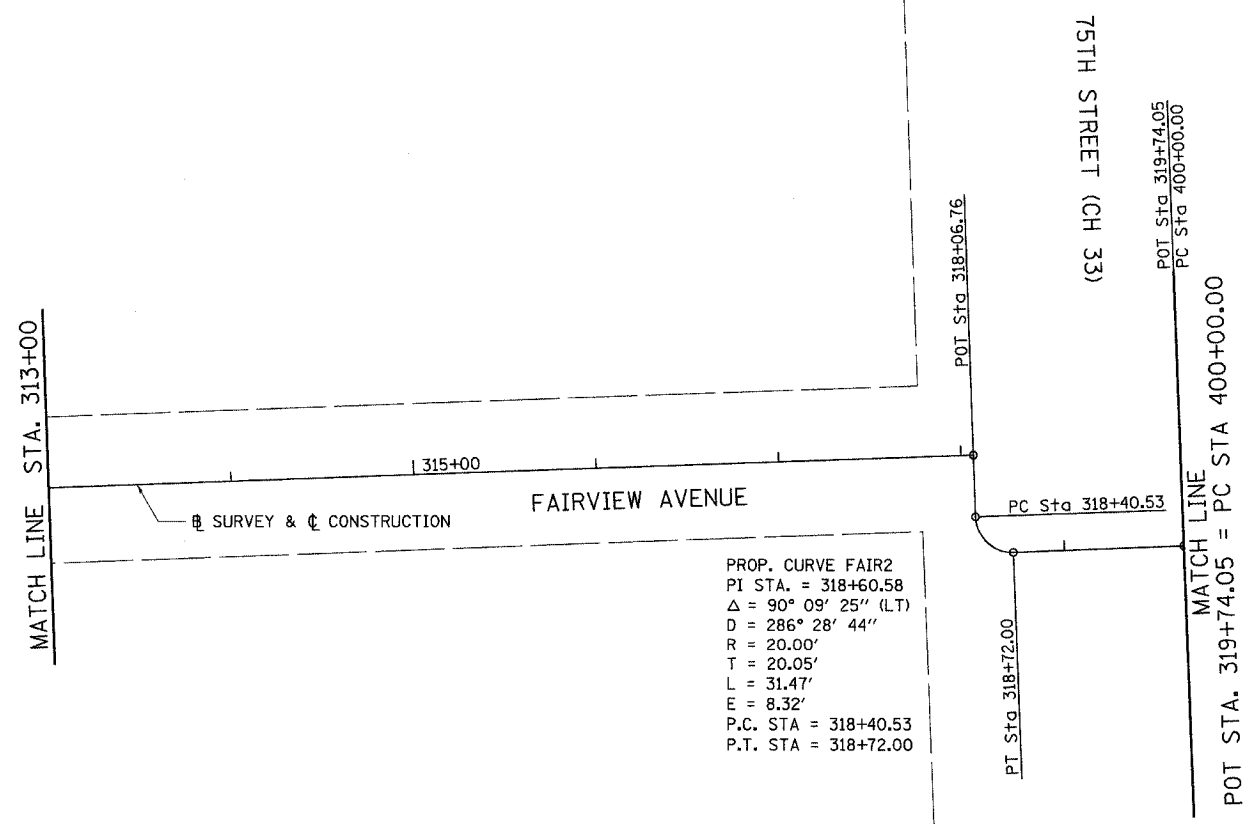 75TH STREET (CH 33)
POT Sta 319+74.05
PC Sta 400+00.00
POT Sta 318+06.76
MATCH LINE STA. 313+00
315+00
FAIRVIEW AVENUE
℄ CONSTRUCTION
SURVEY &
PC Sta 318+40.53
PROP. CURVE FAIR2
PI STA. = 318+60.58
Δ = 90° 09' 25'' (LT)
D = 286° 28' 44''
R = 20.00'
T = 20.05'
L = 31.47'
E = 8.32'
P.C. STA = 318+40.53
P.T. STA = 318+72.00
PT Sta 318+72.00
MATCH LINE
POT STA. 319+74.05 = PC STA 400+00.00